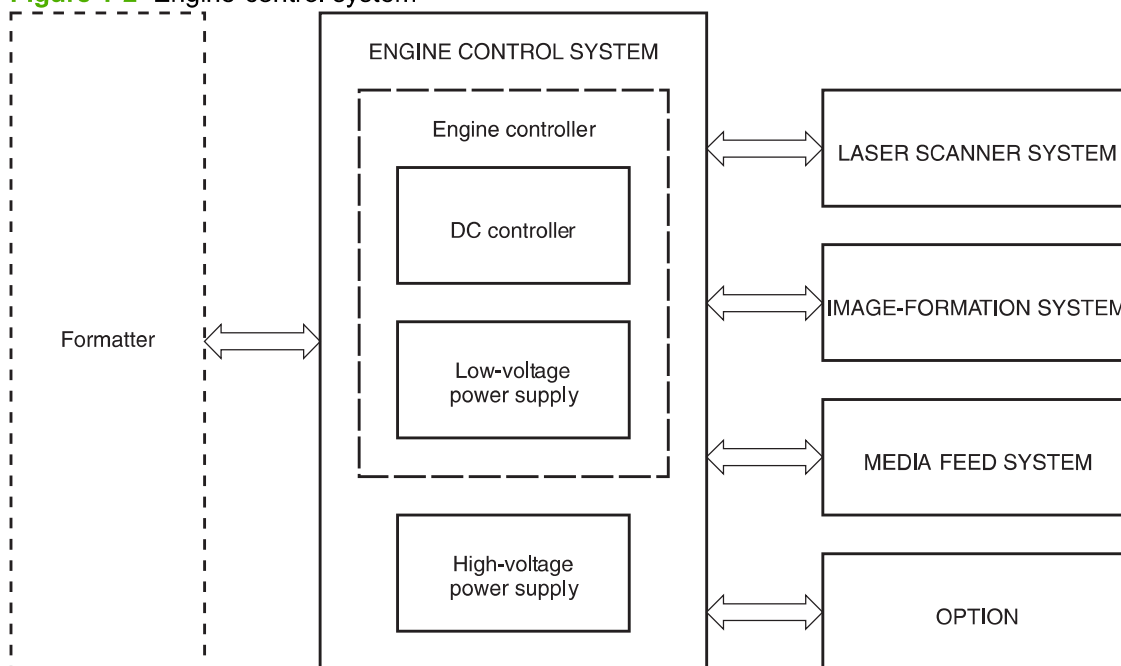 Engine control system
ENGINE CONTROL SYSTEM
Engine controller
DC controller
Low-voltage
power supply
High-voltage
power supply
Formatter
LASER SCANNER SYSTEM
IMAGE-FORMATION SYSTEM
MEDIA FEED SYSTEM
OPTION